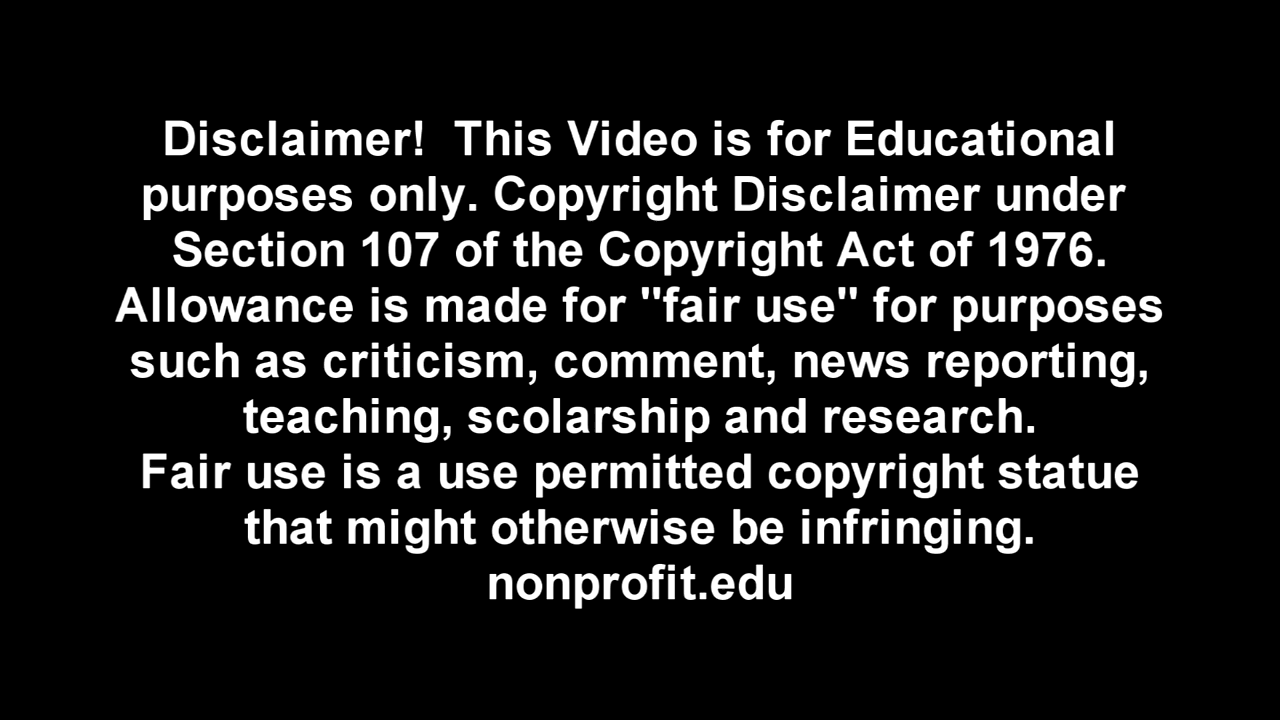 Disclaimer!  This Video is for Educational
purposes only. Copyright Disclaimer under
Section 107 of the Copyright Act of 1976.
Allowance is made for "fair use" for purposes
such as criticism, comment, news reporting,
teaching, scolarship and research.
Fair use is a use permitted copyright statue
that might otherwise be infringing.
nonprofit.edu